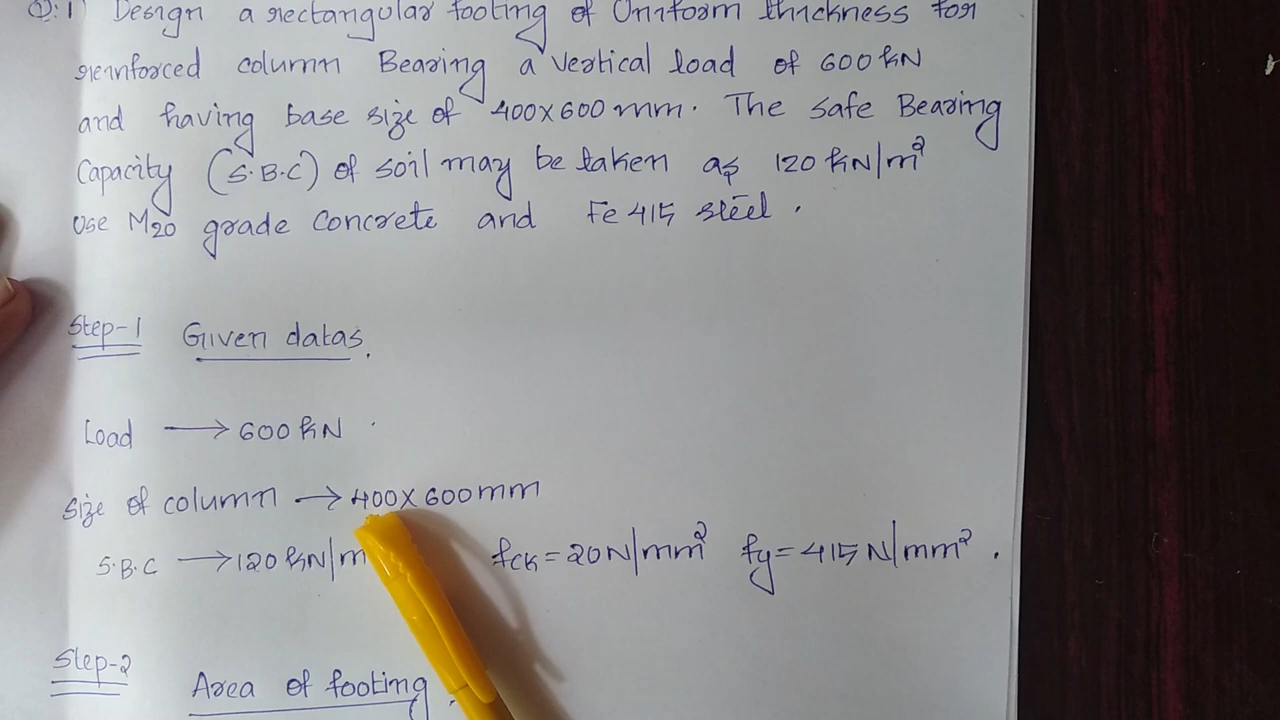 Q:1) Design a rectangular footing of Uniform thickness for
reinforced column Bearing a vertical load of 600 kN
and having base size of 400x600 mm. The safe Bearing
Capacity (S.B.C) of soil may be taken as 120 kN/m²
Use M20 grade Concrete and Fe 415 steel.
Step-1 Given datas.
Load → 600 kN
Size of column → 400x600mm
S.B.C → 120 kN/m fck = 20 N/mm² fy = 415 N/mm².
Step-2 Area of footing